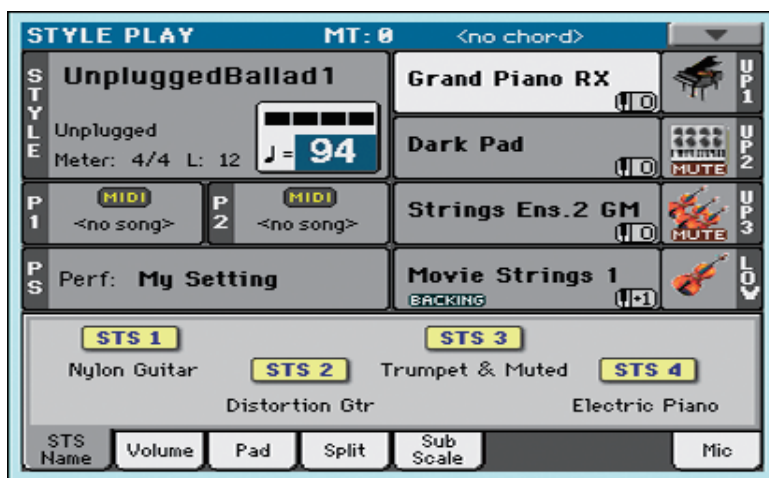 STYLE PLAY MT: 0 <no chord>
STYLE
UnpluggedBallad1
Unplugged
Meter: 4/4 L: 12
♩= 94
Grand Piano RX
0
UP1
Dark Pad
0
MUTE
UP2
P1
MIDI
<no song>
P2
MIDI
<no song>
Strings Ens.2 GM
0
MUTE
UP3
PS
Perf: My Setting
Movie Strings 1
BACKING
+1
LOW
STS 1
Nylon Guitar
STS 2
Distortion Gtr
STS 3
Trumpet & Muted
STS 4
Electric Piano
STS Name
Volume
Pad
Split
Sub Scale
Mic